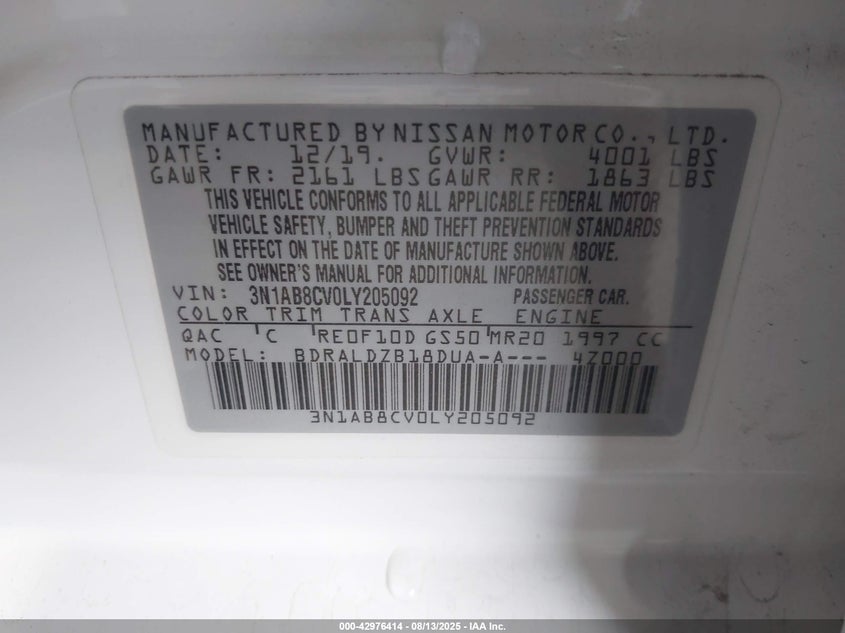 MANUFACTURED BY NISSAN MOTOR CO., LTD.
DATE: 12/19. GVWR: 4001 LBS
GAWR FR: 2161 LBS GAWR RR: 1863 LBS
THIS VEHICLE CONFORMS TO ALL APPLICABLE FEDERAL MOTOR
VEHICLE SAFETY, BUMPER AND THEFT PREVENTION STANDARDS
IN EFFECT ON THE DATE OF MANUFACTURE SHOWN ABOVE.
SEE OWNER'S MANUAL FOR ADDITIONAL INFORMATION.
VIN: 3N1AB8CV0LY205092 PASSENGER CAR.
COLOR TRIM TRANS AXLE ENGINE
QAC C RE0F10D GS50 MR20 1997 CC
MODEL: BDRALDZB18DUA-A--- 4Z000
3N1AB8CV0LY205092
000-42976414 - 08/13/2025 - IAA Inc.